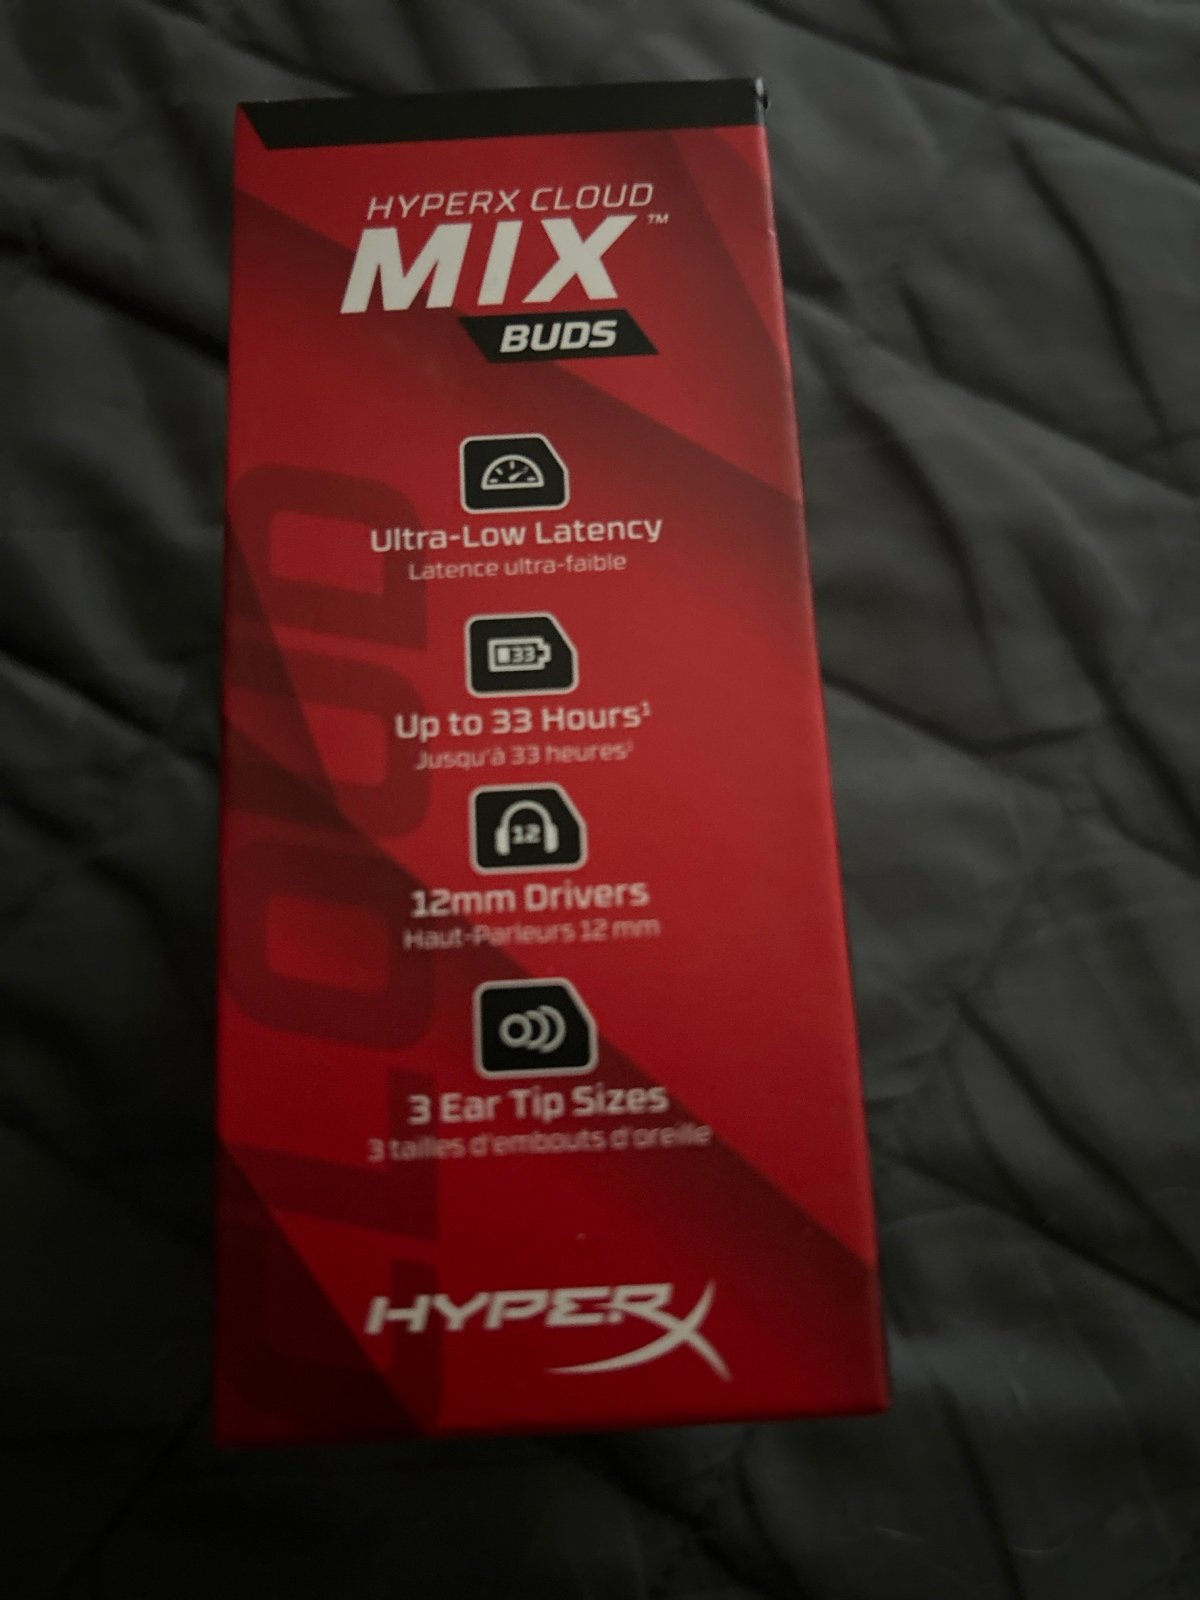 HYPERX CLOUD
MIX™
BUDS
Ultra-Low Latency
Latence ultra-faible
33
Up to 33 Hours¹
Jusqu'à 33 heures¹
12
12mm Drivers
Haut-Parleurs 12 mm
3 Ear Tip Sizes
3 tailles d'embouts d'oreille
HYPERX
CLOUD